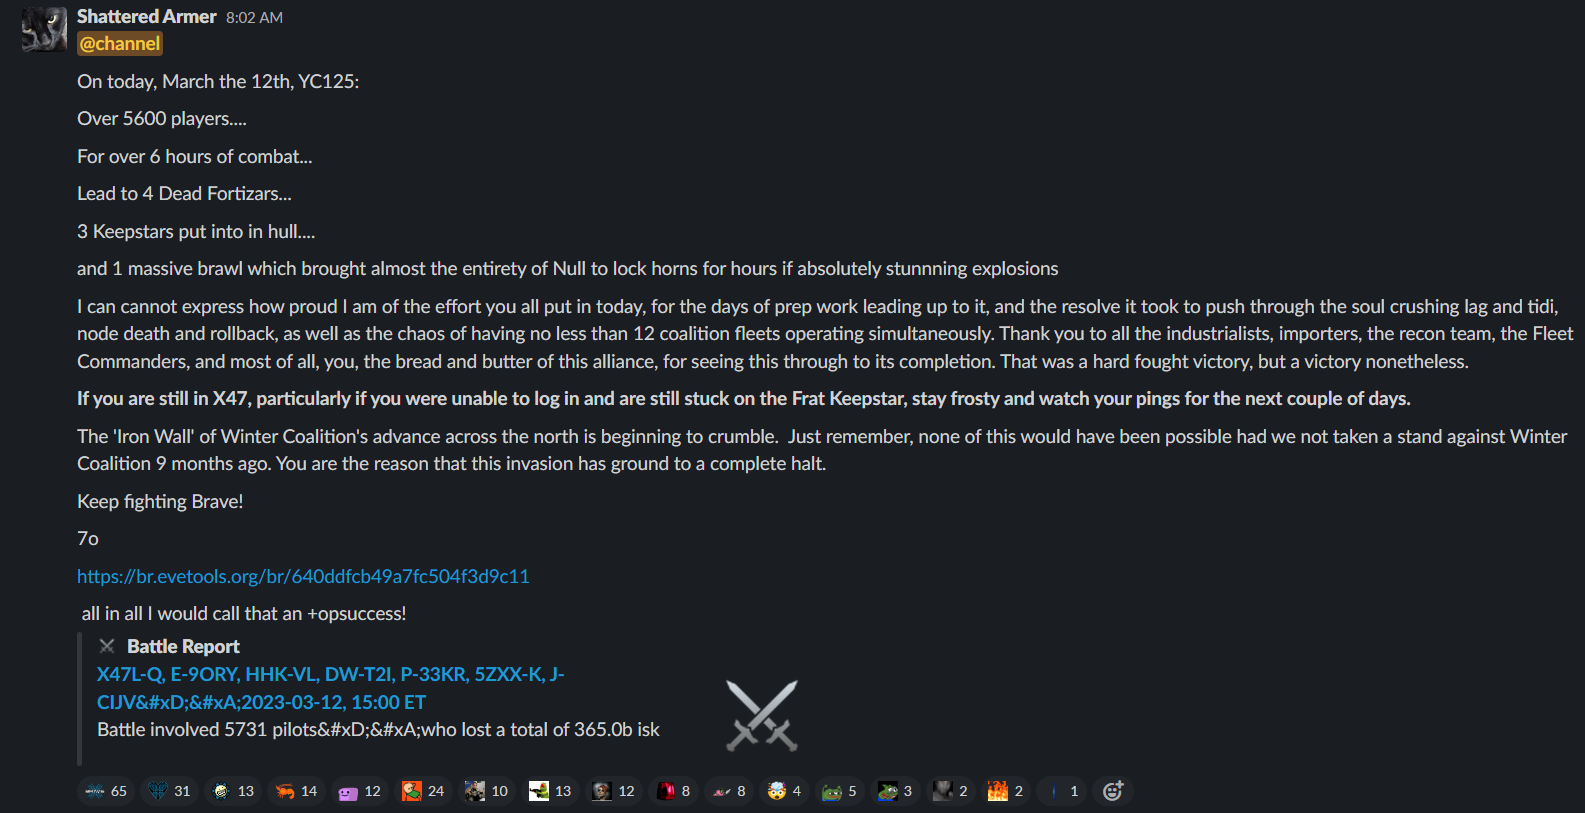 Shattered Armer 8:02 AM
@channel
On today, March the 12th, YC125:
Over 5600 players....
For over 6 hours of combat...
Lead to 4 Dead Fortizars...
3 Keepstars put into in hull....
and 1 massive brawl which brought almost the entirety of Null to lock horns for hours if absolutely stunnning explosions
I can cannot express how proud I am of the effort you all put in today, for the days of prep work leading up to it, and the resolve it took to push through the soul crushing lag and tidi,
node death and rollback, as well as the chaos of having no less than 12 coalition fleets operating simultaneously. Thank you to all the industrialists, importers, the recon team, the Fleet
Commanders, and most of all, you, the bread and butter of this alliance, for seeing this through to its completion. That was a hard fought victory, but a victory nonetheless.
If you are still in X47, particularly if you were unable to log in and are still stuck on the Frat Keepstar, stay frosty and watch your pings for the next couple of days.
The 'Iron Wall' of Winter Coalition's advance across the north is beginning to crumble.  Just remember, none of this would have been possible had we not taken a stand against Winter
Coalition 9 months ago. You are the reason that this invasion has ground to a complete halt.
Keep fighting Brave!
7o
https://br.evetools.org/br/640ddfcb49a7fc504f3d9c11
all in all I would call that an +opsuccess!
Battle Report
X47L-Q, E-9ORY, HHK-VL, DW-T2I, P-33KR, 5ZXX-K, J-
CIJV&#xD;&#xA;2023-03-12, 15:00 ET
Battle involved 5731 pilots&#xD;&#xA;who lost a total of 365.0b isk
65 31 13 14 12 24 10 13 12 8 8 4 5 3 2 2 1